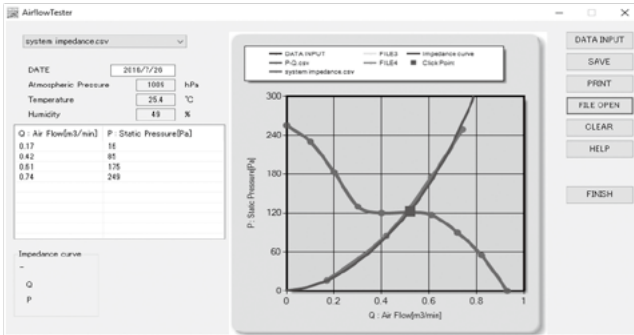 AirflowTester
system impedance.csv
DATE 2016/7/26
Atmospheric Pressure 1006 hPa
Temperature 25.4 ℃
Humidity 49 %
Q : Air Flow[m3/min] P : Static Pressure[Pa]
0.17 16
0.42 85
0.61 175
0.74 249
Impedance curve
-
Q
P
DATA INPUT FILE3 Impedance curve
P-Q.csv FILE4 Click Point
system impedance.csv
P : Static Pressure[Pa]
300
240
180
120
60
0
0 0.2 0.4 0.6 0.8 1
Q : Air Flow[m3/min]
DATA INPUT
SAVE
PRINT
FILE OPEN
CLEAR
HELP
FINISH